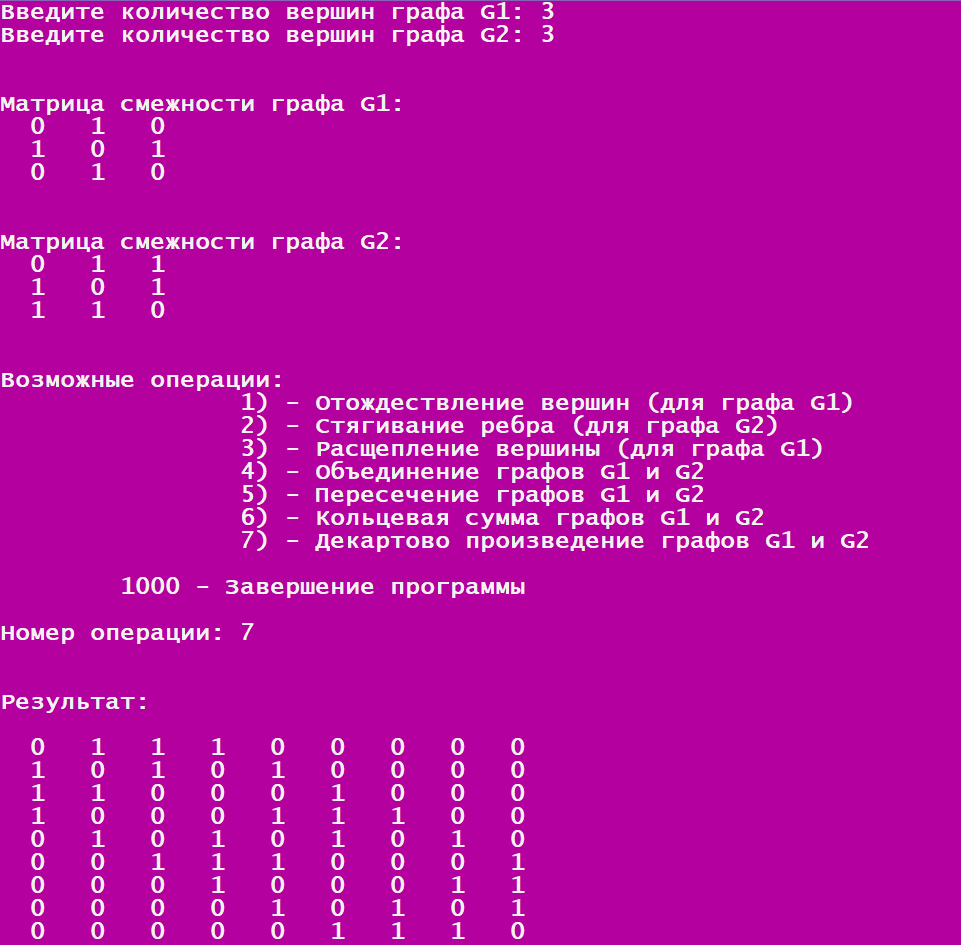 Введите количество вершин графа G1: 3
Введите количество вершин графа G2: 3
Матрица смежности графа G1:
0 1 0
1 0 1
0 1 0
Матрица смежности графа G2:
0 1 1
1 0 1
1 1 0
Возможные операции:
1) - Отождествление вершин (для графа G1)
2) - Стягивание ребра (для графа G2)
3) - Расщепление вершины (для графа G1)
4) - Объединение графов G1 и G2
5) - Пересечение графов G1 и G2
6) - Кольцевая сумма графов G1 и G2
7) - Декартово произведение графов G1 и G2
1000 - Завершение программы
Номер операции: 7
Результат:
0 1 1 1 0 0 0 0 0
1 0 1 0 1 0 0 0 0
1 1 0 0 0 1 0 0 0
1 0 0 0 1 1 1 0 0
0 1 0 1 0 1 0 1 0
0 0 1 1 1 0 0 0 1
0 0 0 1 0 0 0 1 1
0 0 0 0 1 0 1 0 1
0 0 0 0 0 1 1 1 0